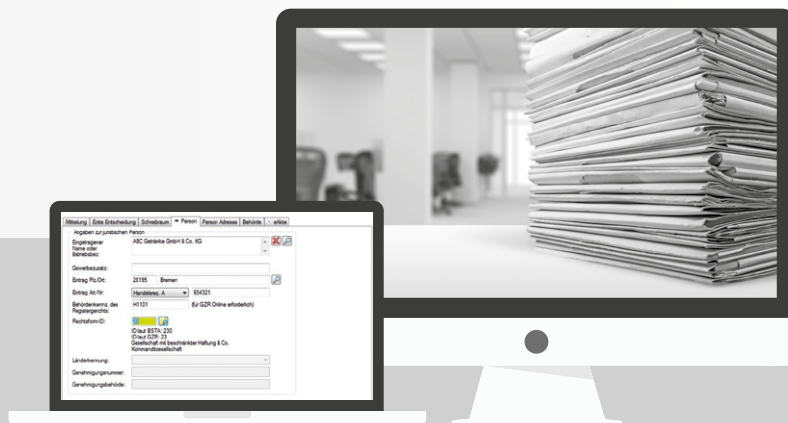 Mitteilung Erste Entscheidung Schreibraum Person Person Adresse Behörde eAkte
Angaben zur juristischen Person
Eingetragener Name oder Betriebsbez.:
ABC Getränke GmbH & Co. KG
Gewerbezusatz:
Eintrag Plz.Ort: 28195 Bremen
Eintrag Art-Nr: Handelsreg. A 654321
Behördenkennz. des Registergerichts: H1101 (für GZR Online erforderlich)
Rechtsform-ID:
ID laut BSTA: 230
ID laut GZR: 23
Gesellschaft mit beschränkter Haftung & Co.
Kommanditgesellschaft
Länderkennung:
Genehmigungsnummer:
Genehmigungsbehörde: